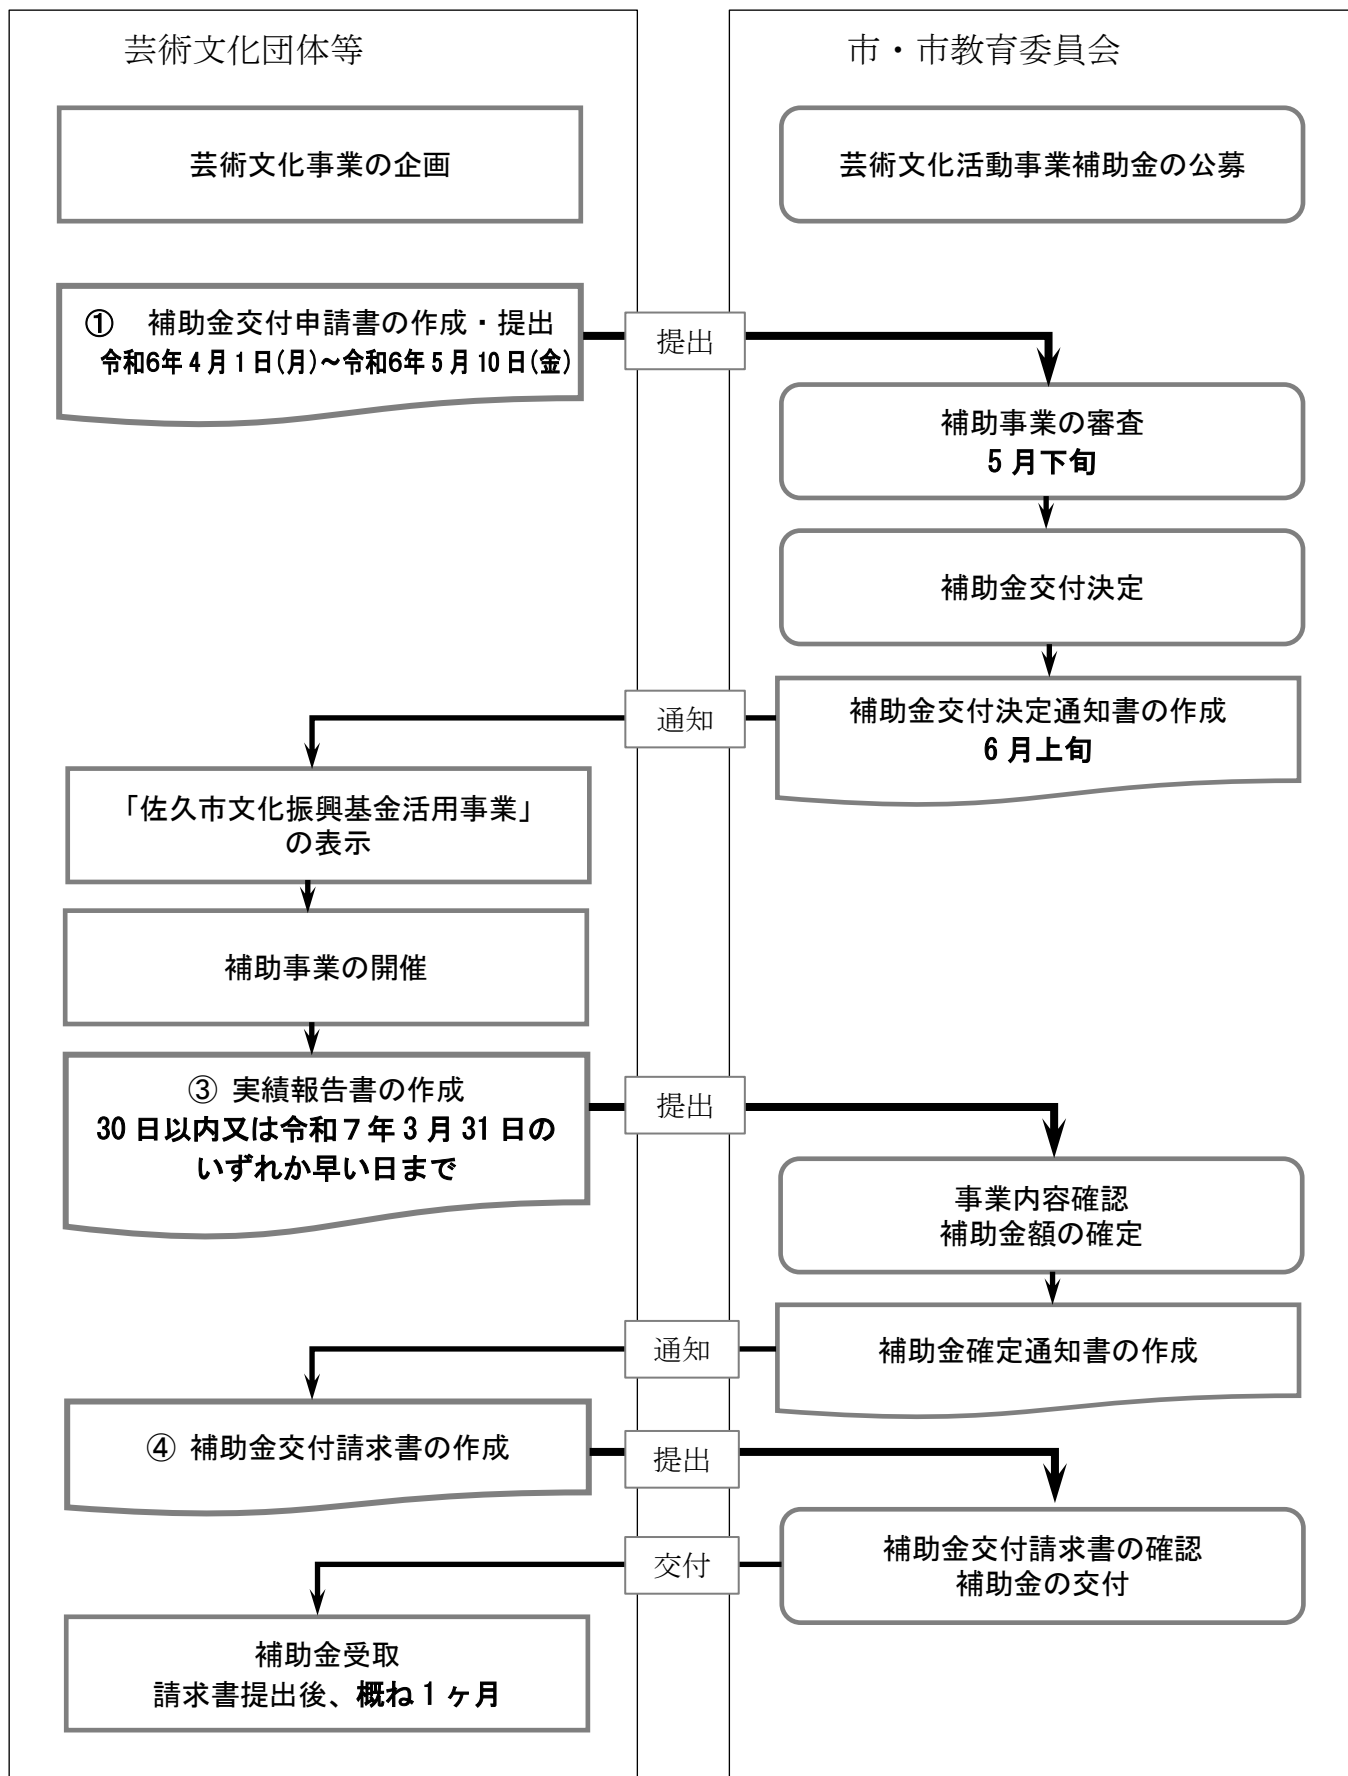 芸術文化団体等
市・市教育委員会
芸術文化事業の企画
芸術文化活動事業補助金の公募
① 補助金交付申請書の作成・提出
令和6年4月1日(月)～令和6年5月10日(金)
提出
補助事業の審査
5月下旬
補助金交付決定
補助金交付決定通知書の作成
6月上旬
通知
「佐久市文化振興基金活用事業」
の表示
補助事業の開催
③ 実績報告書の作成
30日以内又は令和７年3月31日の
いずれか早い日まで
提出
事業内容確認
補助金額の確定
補助金確定通知書の作成
通知
④ 補助金交付請求書の作成
提出
補助金交付請求書の確認
補助金の交付
交付
補助金受取
請求書提出後、概ね1ヶ月